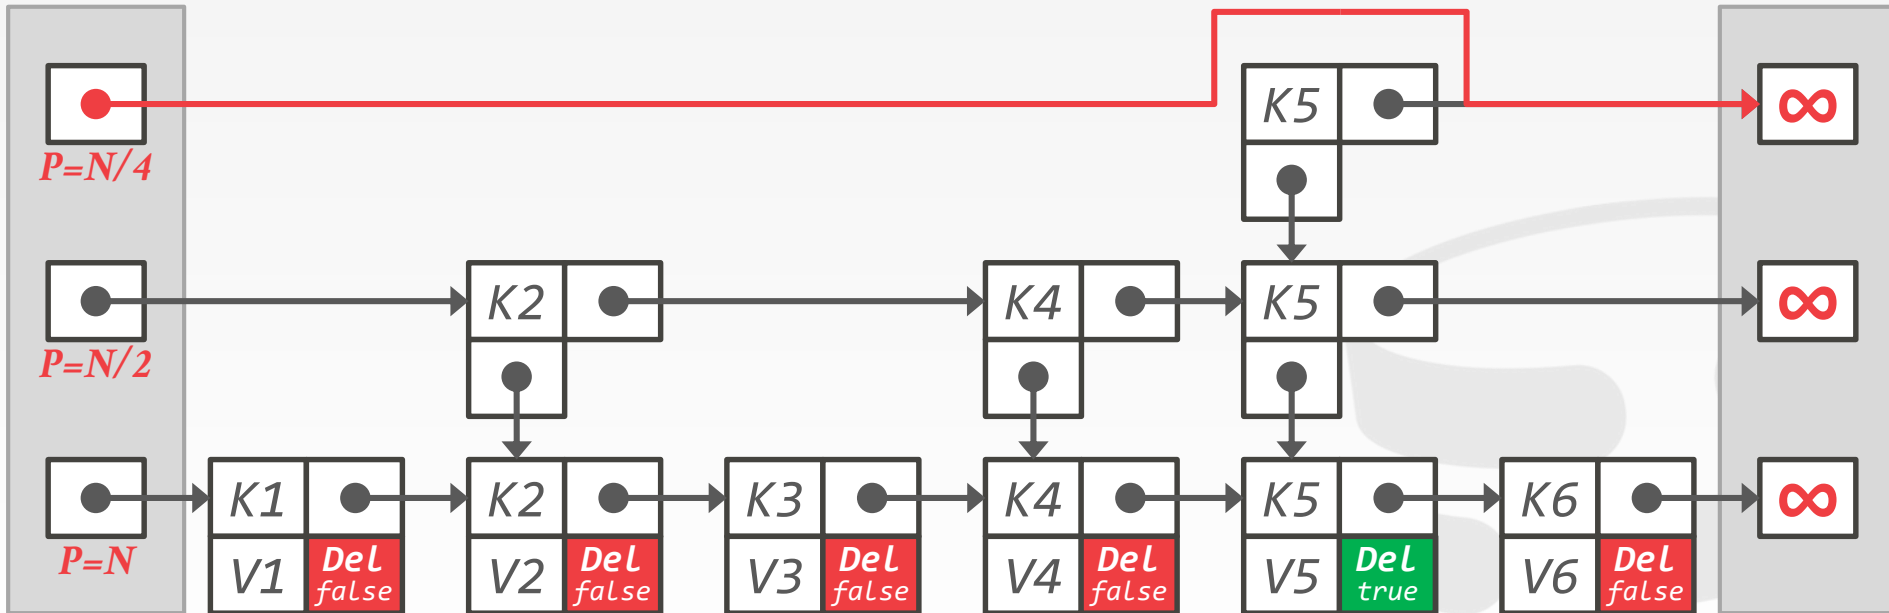 K5 ∞
P=N/4
K2 K4 K5 ∞
P=N/2
K1 K2 K3 K4 K5 K6 ∞
P=N
V1 Del false V2 Del false V3 Del false V4 Del false V5 Del true V6 Del false